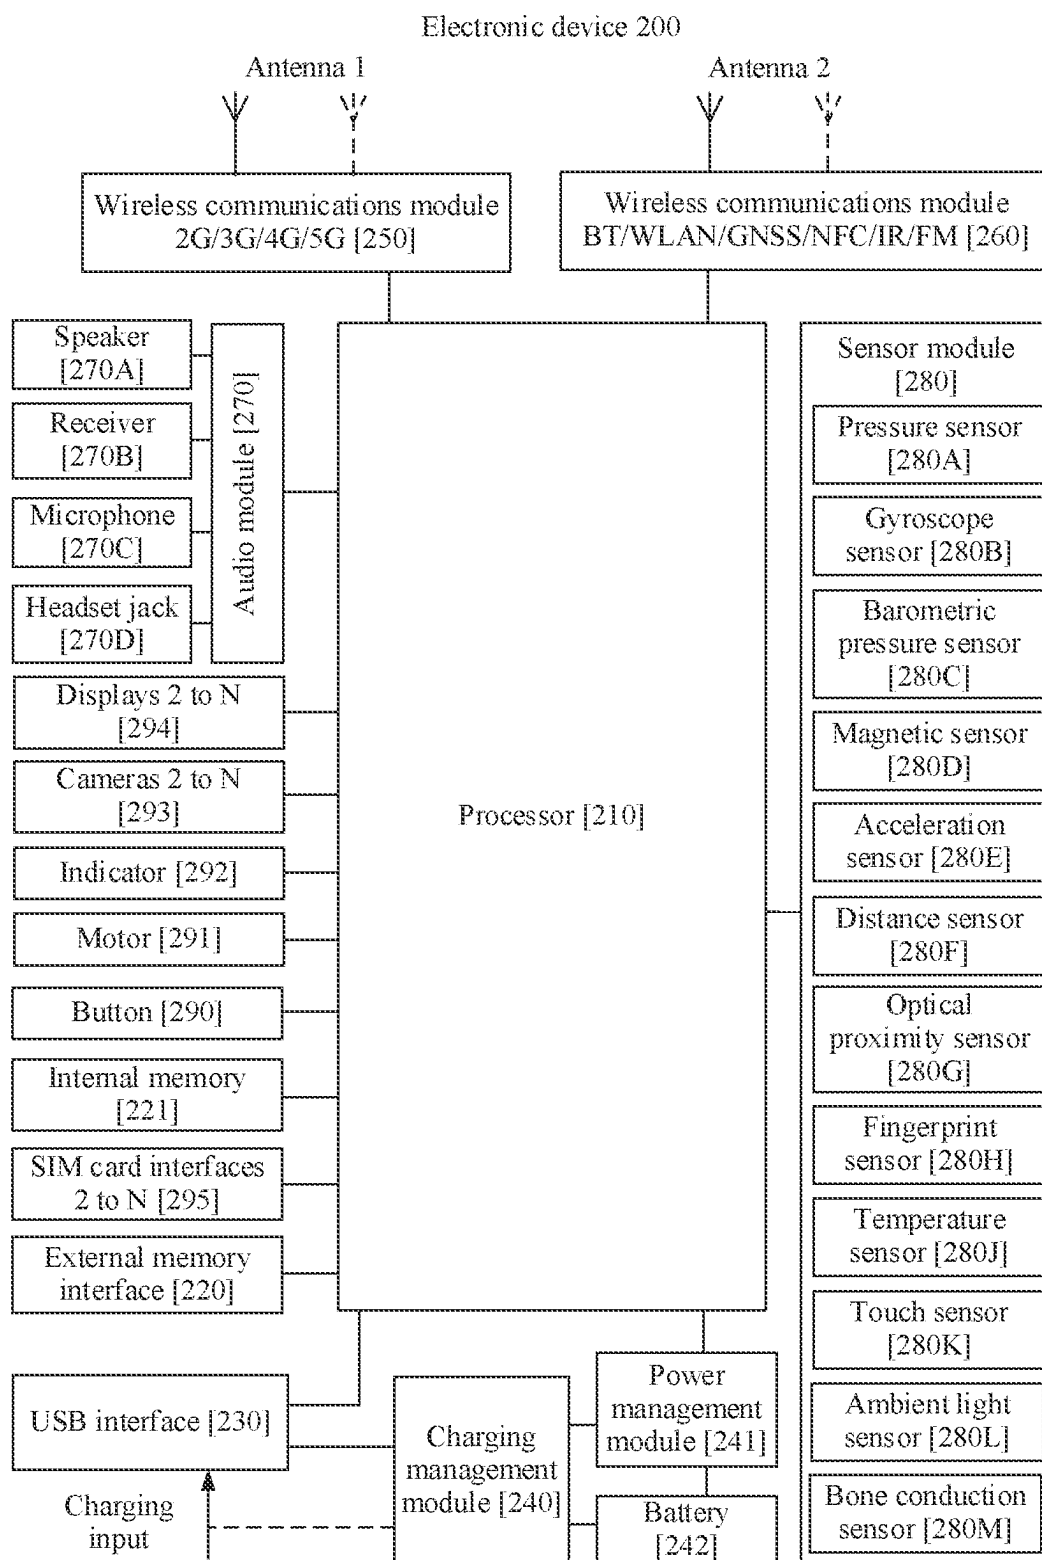 Electronic device 200
Antenna 1
Antenna 2
Wireless communications module
2G/3G/4G/5G [250]
Wireless communications module
BT/WLAN/GNSS/NFC/IR/FM [260]
Speaker
[270A]
Receiver
[270B]
Microphone
[270C]
Headset jack
[270D]
Audio module [270]
Displays 2 to N
[294]
Cameras 2 to N
[293]
Indicator [292]
Motor [291]
Button [290]
Internal memory
[221]
SIM card interfaces
2 to N [295]
External memory
interface [220]
Processor [210]
Sensor module
[280]
Pressure sensor
[280A]
Gyroscope
sensor [280B]
Barometric
pressure sensor
[280C]
Magnetic sensor
[280D]
Acceleration
sensor [280E]
Distance sensor
[280F]
Optical
proximity sensor
[280G]
Fingerprint
sensor [280H]
Temperature
sensor [280J]
Touch sensor
[280K]
Ambient light
sensor [280L]
Bone conduction
sensor [280M]
USB interface [230]
Charging
input
Charging
management
module [240]
Power
management
module [241]
Battery
[242]